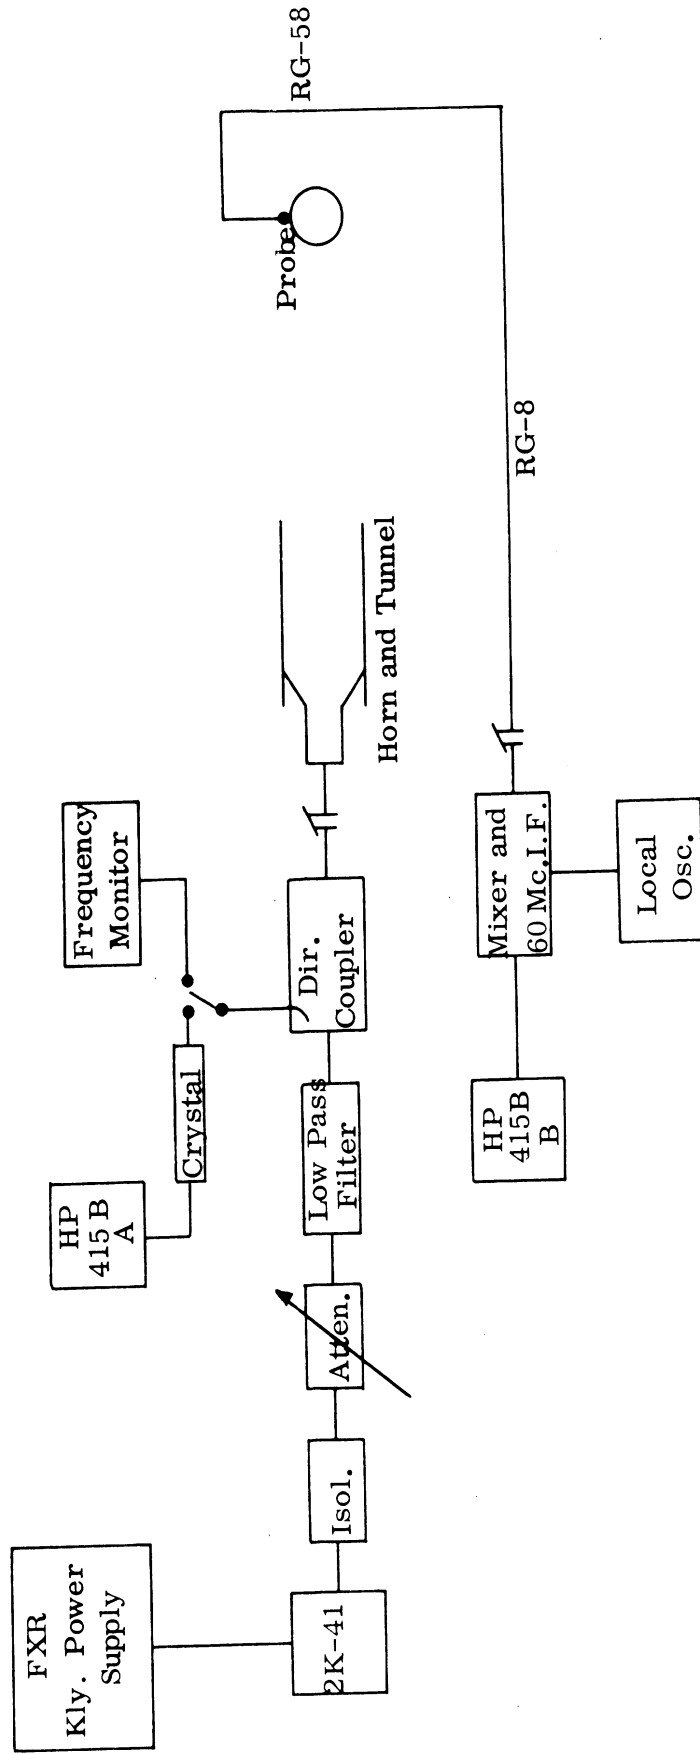 FXR
Kly. Power
Supply
2K-41
Isol.
Atten.
Low Pass
Filter
Dir.
Coupler
HP
415 B
A
Crystal
Frequency
Monitor
Horn and Tunnel
Probe
RG-58
RG-8
Mixer and
60 Mc.I.F.
Local
Osc.
HP
415B
B